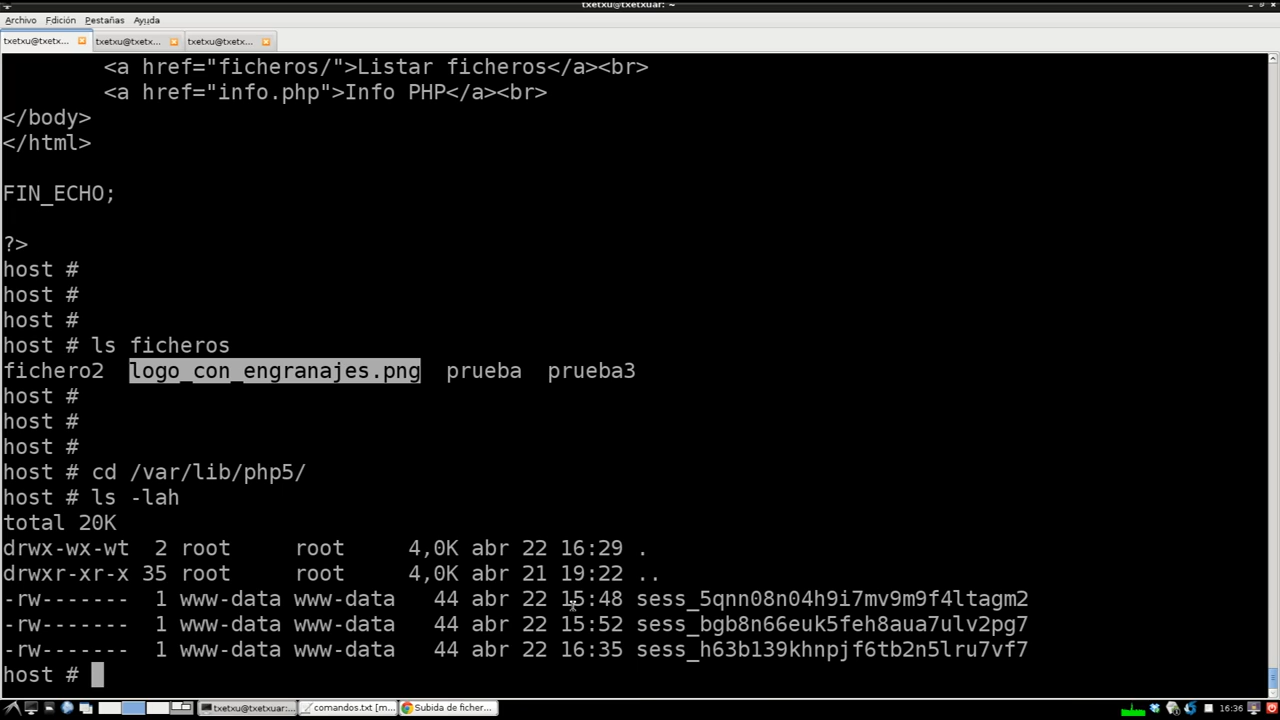 txetxu@txetxuar: ~
Archivo Edición Pestañas Ayuda
txetxu@txetx... txetxu@txetx... txetxu@txetx...
<a href="ficheros/">Listar ficheros</a><br>
<a href="info.php">Info PHP</a><br>
</body>
</html>
FIN_ECHO;
?>
host #
host #
host #
host # ls ficheros
fichero2 logo_con_engranajes.png prueba prueba3
host #
host #
host #
host # cd /var/lib/php5/
host # ls -lah
total 20K
drwx-wx-wt 2 root root 4,0K abr 22 16:29 .
drwxr-xr-x 35 root root 4,0K abr 21 19:22 ..
-rw------- 1 www-data www-data 44 abr 22 15:48 sess_5qnn08n04h9i7mv9m9f4ltagm2
-rw------- 1 www-data www-data 44 abr 22 15:52 sess_bgb8n66euk5feh8aua7ulv2pg7
-rw------- 1 www-data www-data 44 abr 22 16:35 sess_h63b139khnpjf6tb2n5lru7vf7
host #
txetxu@txetxuar:... comandos.txt [m... Subida de ficher... 16:36